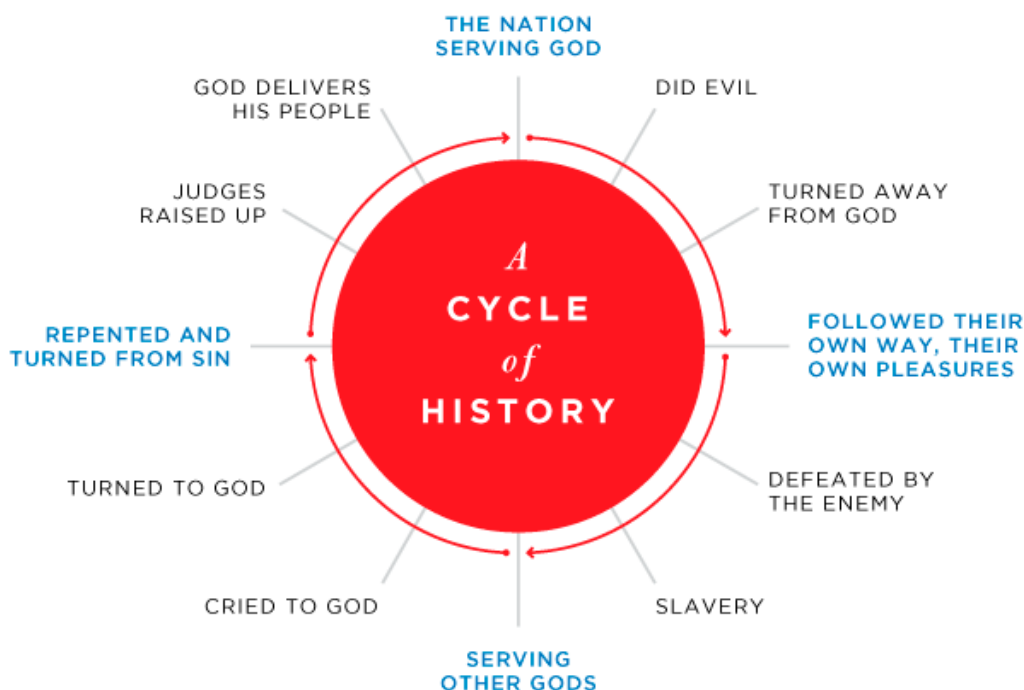 THE NATION
SERVING GOD
DID EVIL
TURNED AWAY
FROM GOD
FOLLOWED THEIR
OWN WAY, THEIR
OWN PLEASURES
DEFEATED BY
THE ENEMY
SLAVERY
SERVING
OTHER GODS
CRIED TO GOD
TURNED TO GOD
REPENTED AND
TURNED FROM SIN
JUDGES
RAISED UP
GOD DELIVERS
HIS PEOPLE
A
CYCLE
of
HISTORY